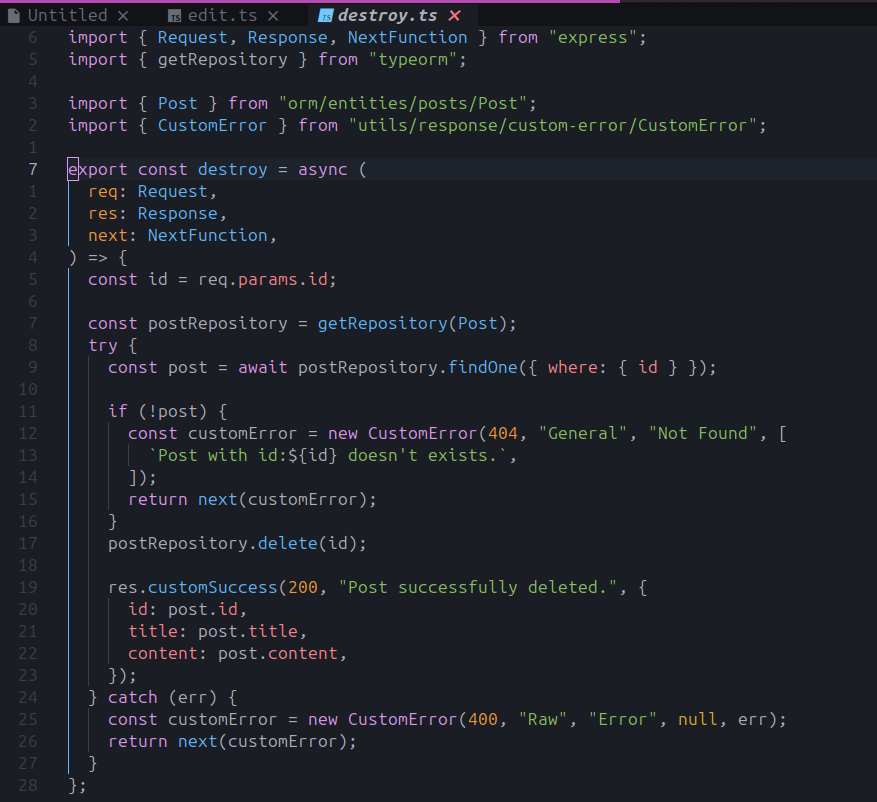 Untitled × edit.ts × destroy.ts ×
6 import { Request, Response, NextFunction } from "express";
5 import { getRepository } from "typeorm";
4
3 import { Post } from "orm/entities/posts/Post";
2 import { CustomError } from "utils/response/custom-error/CustomError";
1
7 export const destroy = async (
1   req: Request,
2   res: Response,
3   next: NextFunction,
4 ) => {
5   const id = req.params.id;
6
7   const postRepository = getRepository(Post);
8   try {
9     const post = await postRepository.findOne({ where: { id } });
10
11     if (!post) {
12       const customError = new CustomError(404, "General", "Not Found", [
13         `Post with id:${id} doesn't exists.`,
14       ]);
15       return next(customError);
16     }
17     postRepository.delete(id);
18
19     res.customSuccess(200, "Post successfully deleted.", {
20       id: post.id,
21       title: post.title,
22       content: post.content,
23     });
24   } catch (err) {
25     const customError = new CustomError(400, "Raw", "Error", null, err);
26     return next(customError);
27   }
28 };